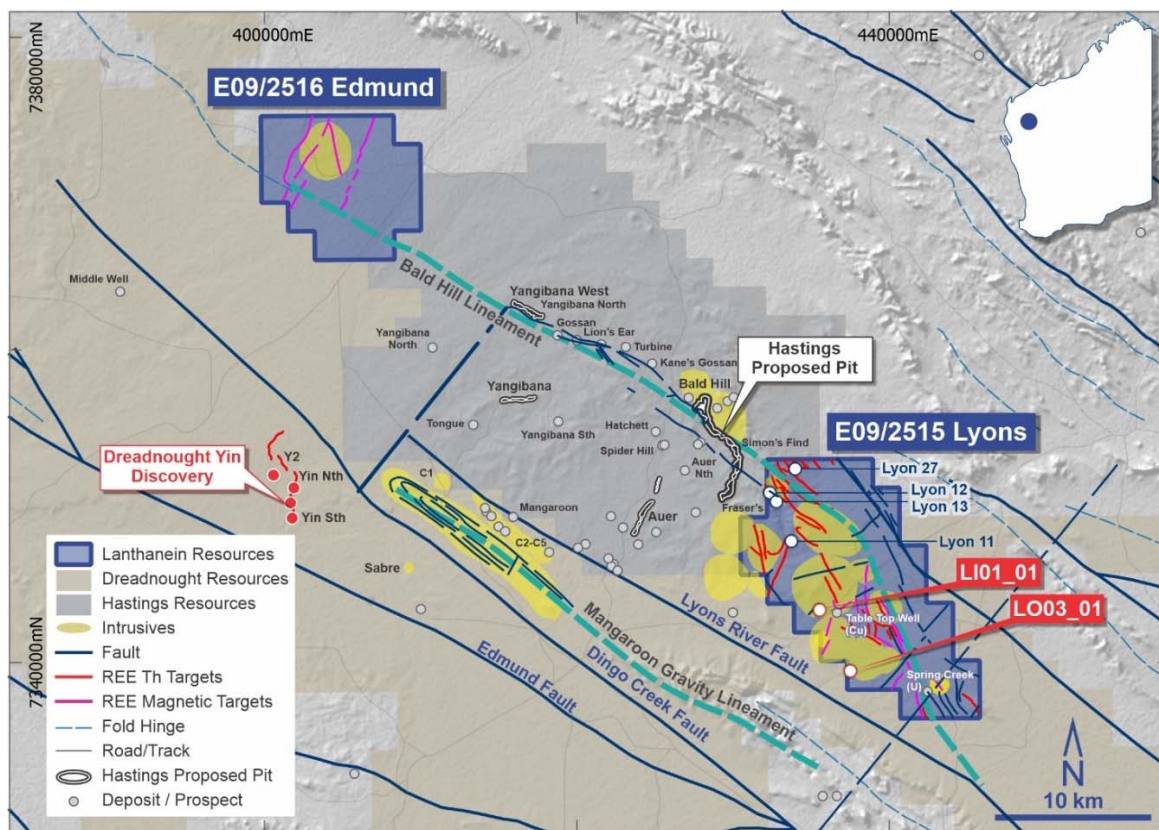 400000mE
440000mE
7380000mN
7340000mN
E09/2516 Edmund
Bald Hill Lineament
Middle Well
Yangibana West
Yangibana North
Gossan
Lion's Ear
Turbine
Kane's Gossan
Yangibana
North
Hastings
Proposed Pit
Bald Hill
Yangibana
Tongue
Yangibana Sth
Hatchett
Spider Hill
Simon's Find
Auer
Nth
E09/2515 Lyons
Lyon 27
Lyon 12
Lyon 13
Lyon 11
Fraser's
Auer
Y2
Dreadnought Yin
Discovery
Yin Nth
Yin Sth
C1
Mangaroon
C2-C5
Sabre
LI01_01
LO03_01
Table Top Well
(Cu)
Spring Creek
(U)
Lyons River Fault
Mangaroon Gravity Lineament
Dingo Creek Fault
Edmund Fault
Lanthanein Resources
Dreadnought Resources
Hastings Resources
Intrusives
Fault
REE Th Targets
REE Magnetic Targets
Fold Hinge
Road/Track
Hastings Proposed Pit
Deposit / Prospect
N
10 km